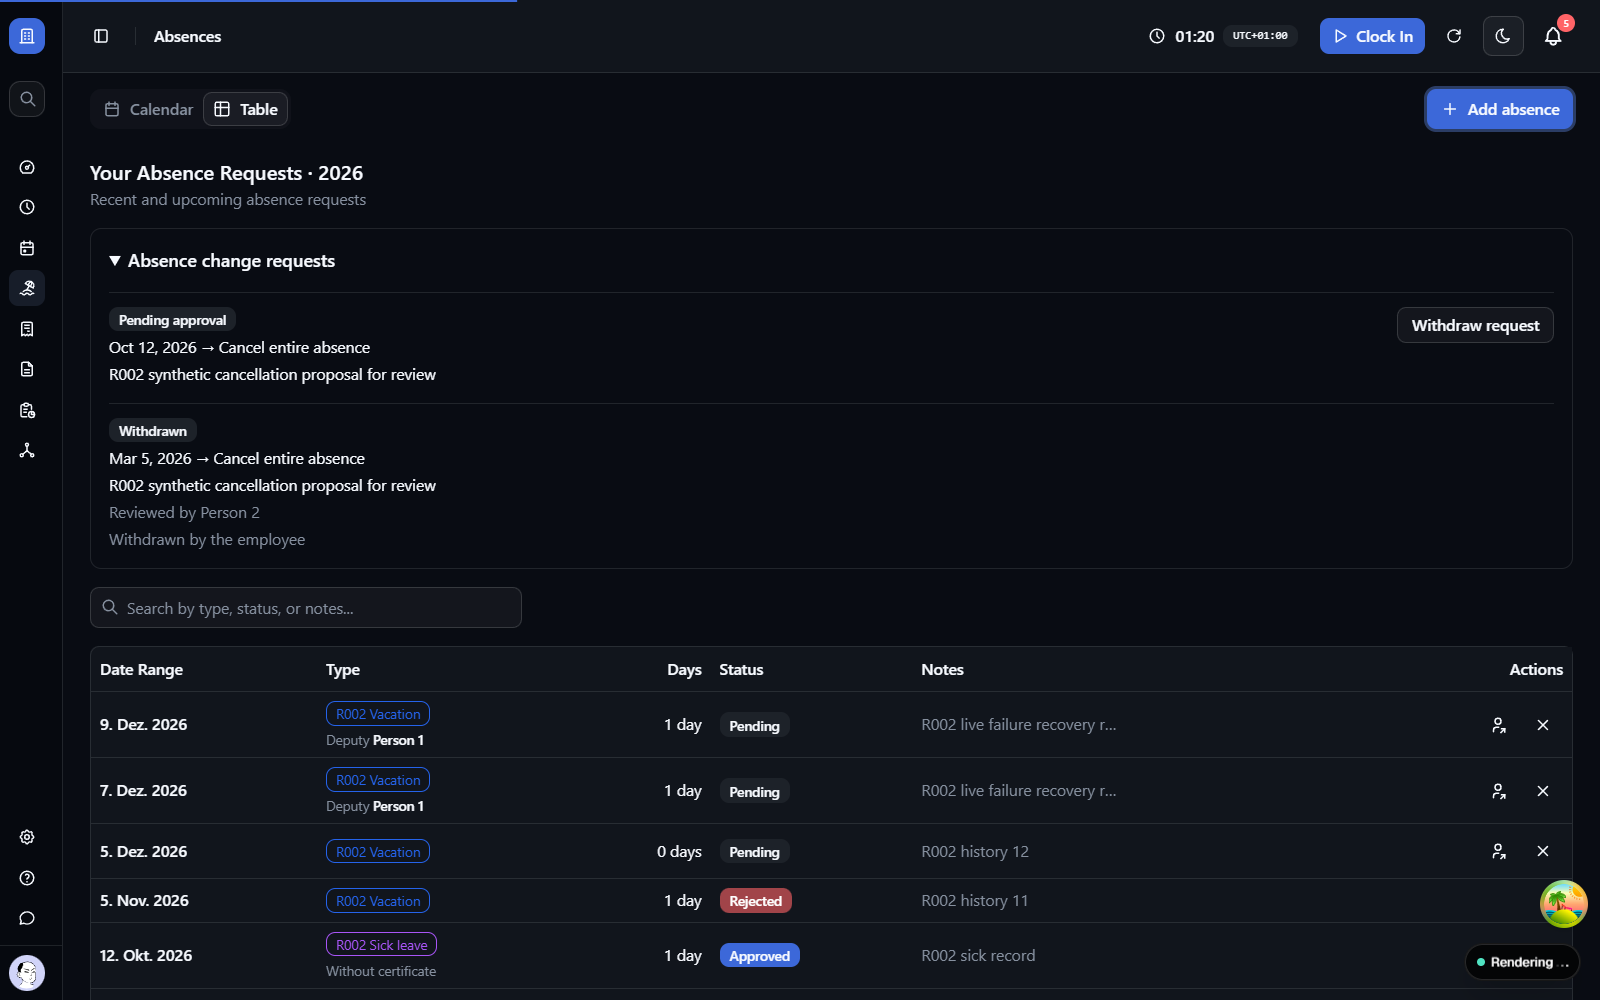 Absences
01:20
UTC+01:00
Clock In
5
Calendar
Table
Add absence
Your Absence Requests · 2026
Recent and upcoming absence requests
Absence change requests
Pending approval
Oct 12, 2026 → Cancel entire absence
R002 synthetic cancellation proposal for review
Withdraw request
Withdrawn
Mar 5, 2026 → Cancel entire absence
R002 synthetic cancellation proposal for review
Reviewed by Person 2
Withdrawn by the employee
Search by type, status, or notes...
Date Range Type Days Status Notes Actions
9. Dez. 2026 R002 Vacation 1 day Pending R002 live failure recovery r...
Deputy Person 1
7. Dez. 2026 R002 Vacation 1 day Pending R002 live failure recovery r...
Deputy Person 1
5. Dez. 2026 R002 Vacation 0 days Pending R002 history 12
5. Nov. 2026 R002 Vacation 1 day Rejected R002 history 11
12. Okt. 2026 R002 Sick leave 1 day Approved R002 sick record
Without certificate
Rendering ...